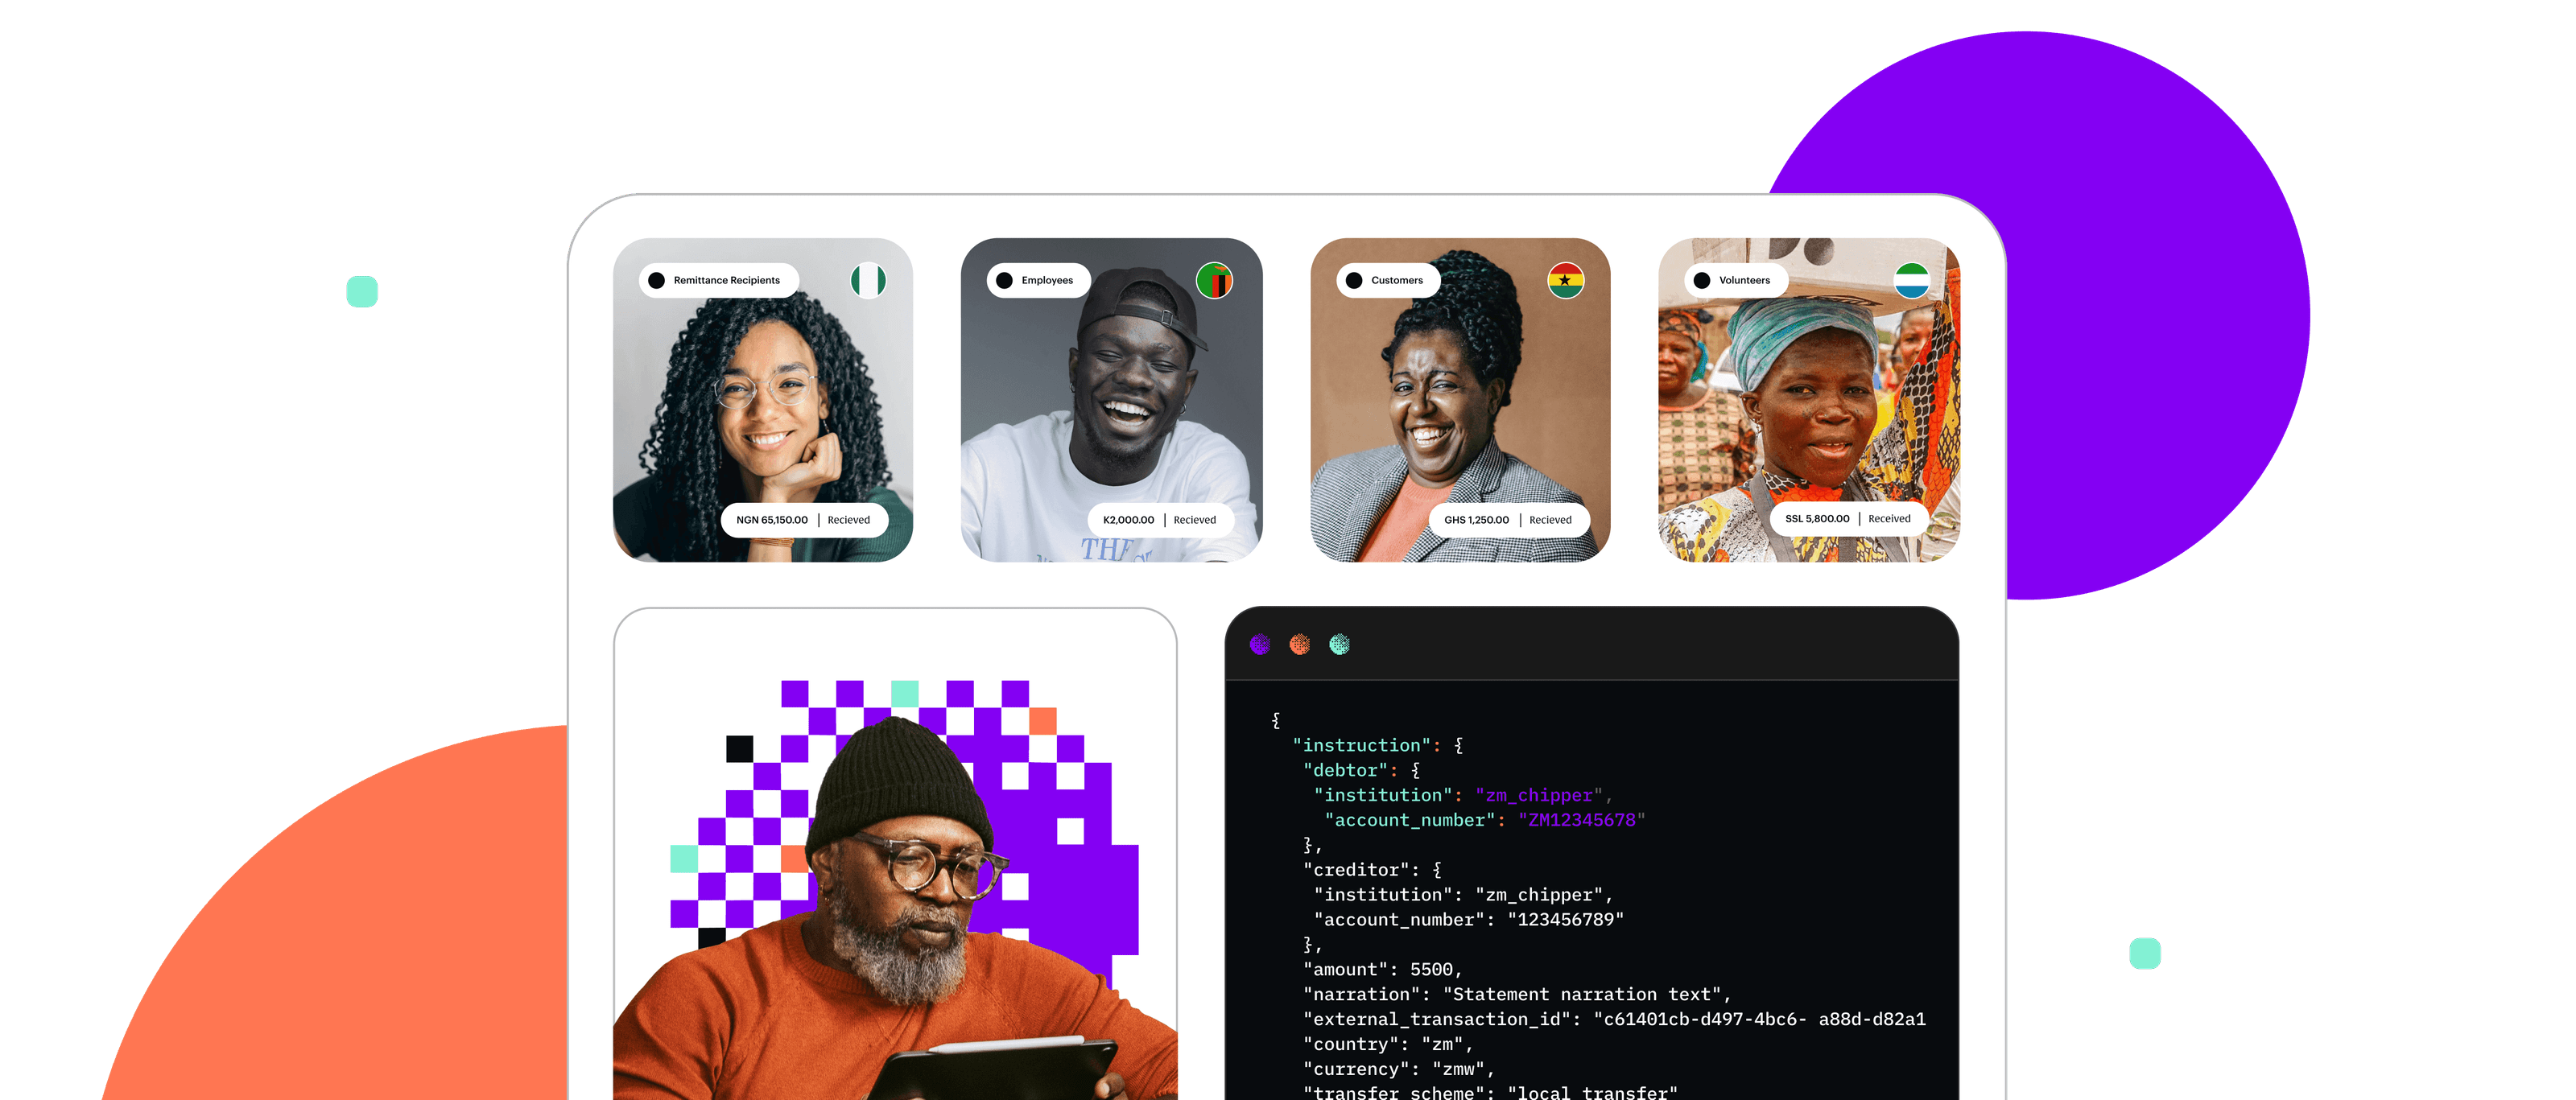 Remittance Recipients
Employees
Customers
Volunteers
NGN 65,150.00 | Recieved
K2,000.00 | Recieved
GHS 1,250.00 | Recieved
SSL 5,800.00 | Received
THE
{
"instruction": {
"debtor": {
"institution": "zm_chipper",
"account_number": "ZM12345678"
},
"creditor": {
"institution": "zm_chipper",
"account_number": "123456789"
},
"amount": 5500,
"narration": "Statement narration text",
"external_transaction_id": "c61401cb-d497-4bc6- a88d-d82a1
"country": "zm",
"currency": "zmw",
"transfer_scheme": "local_transfer"